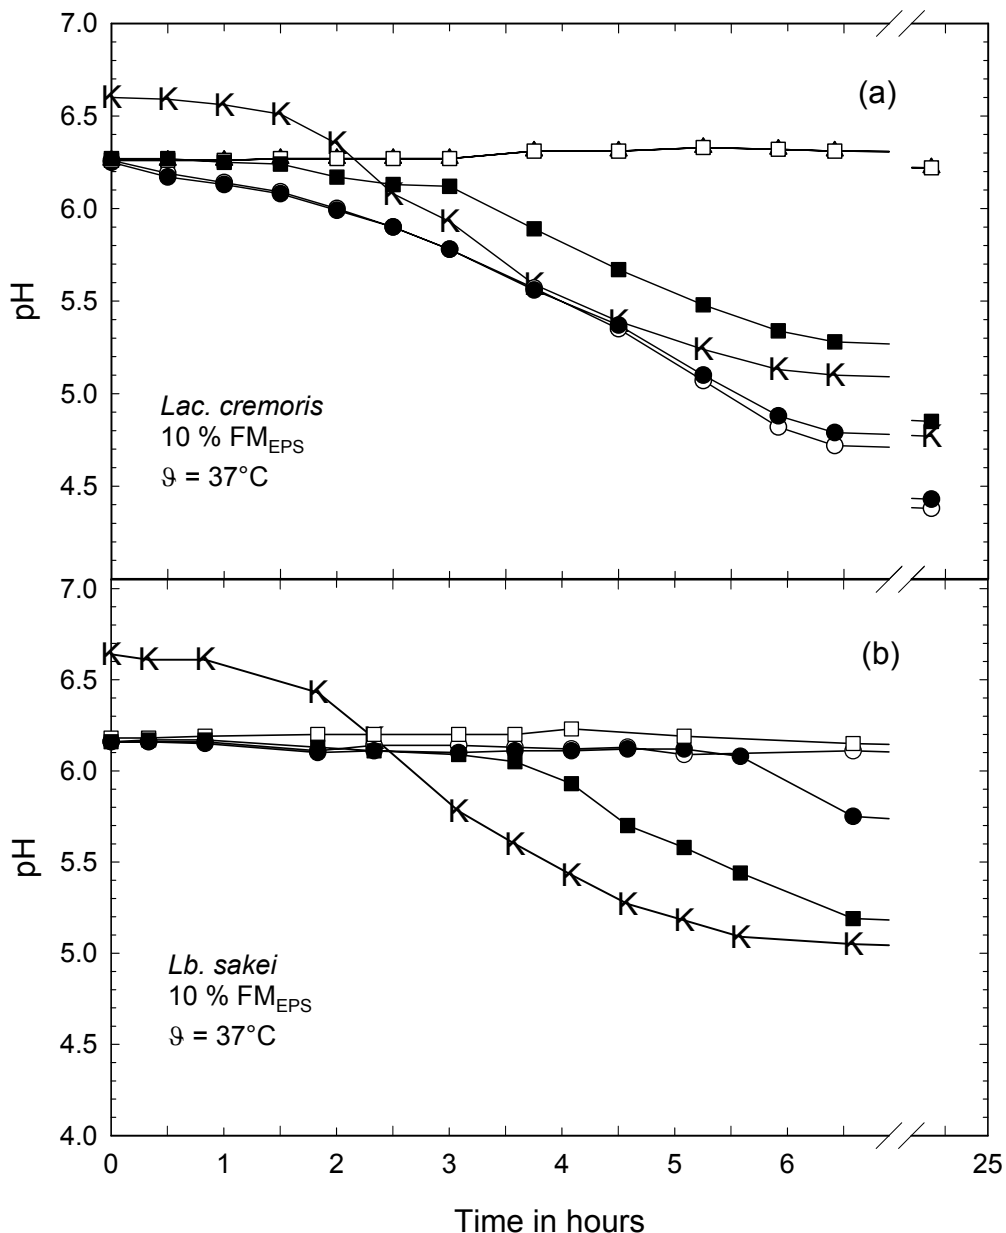 7.0
(a)
6.5
6.0
pH
5.5
5.0
Lac. cremoris
10 % FMEPS
ϑ = 37°C
4.5
7.0
(b)
6.5
6.0
pH
5.5
5.0
Lb. sakei
10 % FMEPS
ϑ = 37°C
4.5
4.0
0 1 2 3 4 5 6 25
Time in hours